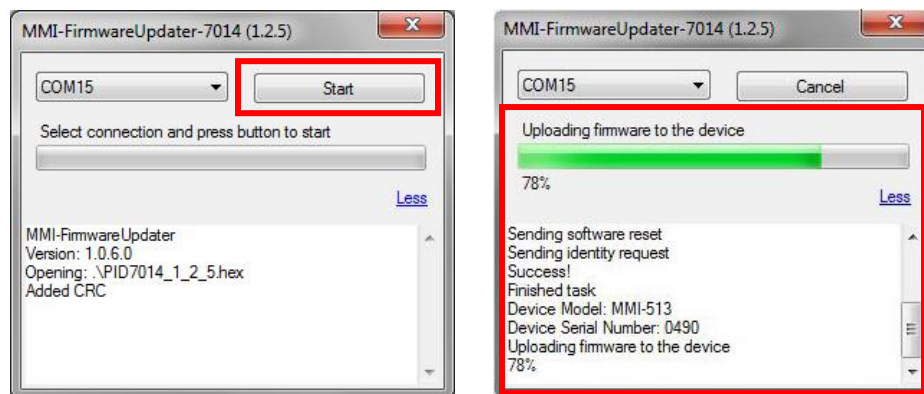 MMI-FirmwareUpdater-7014 (1.2.5)
COM15
Start
Select connection and press button to start
Less
MMI-FirmwareUpdater
Version: 1.0.6.0
Opening: .\PID7014_1_2_5.hex
Added CRC
MMI-FirmwareUpdater-7014 (1.2.5)
COM15
Cancel
Uploading firmware to the device
78%
Less
Sending software reset
Sending identity request
Success!
Finished task
Device Model: MMI-513
Device Serial Number: 0490
Uploading firmware to the device
78%